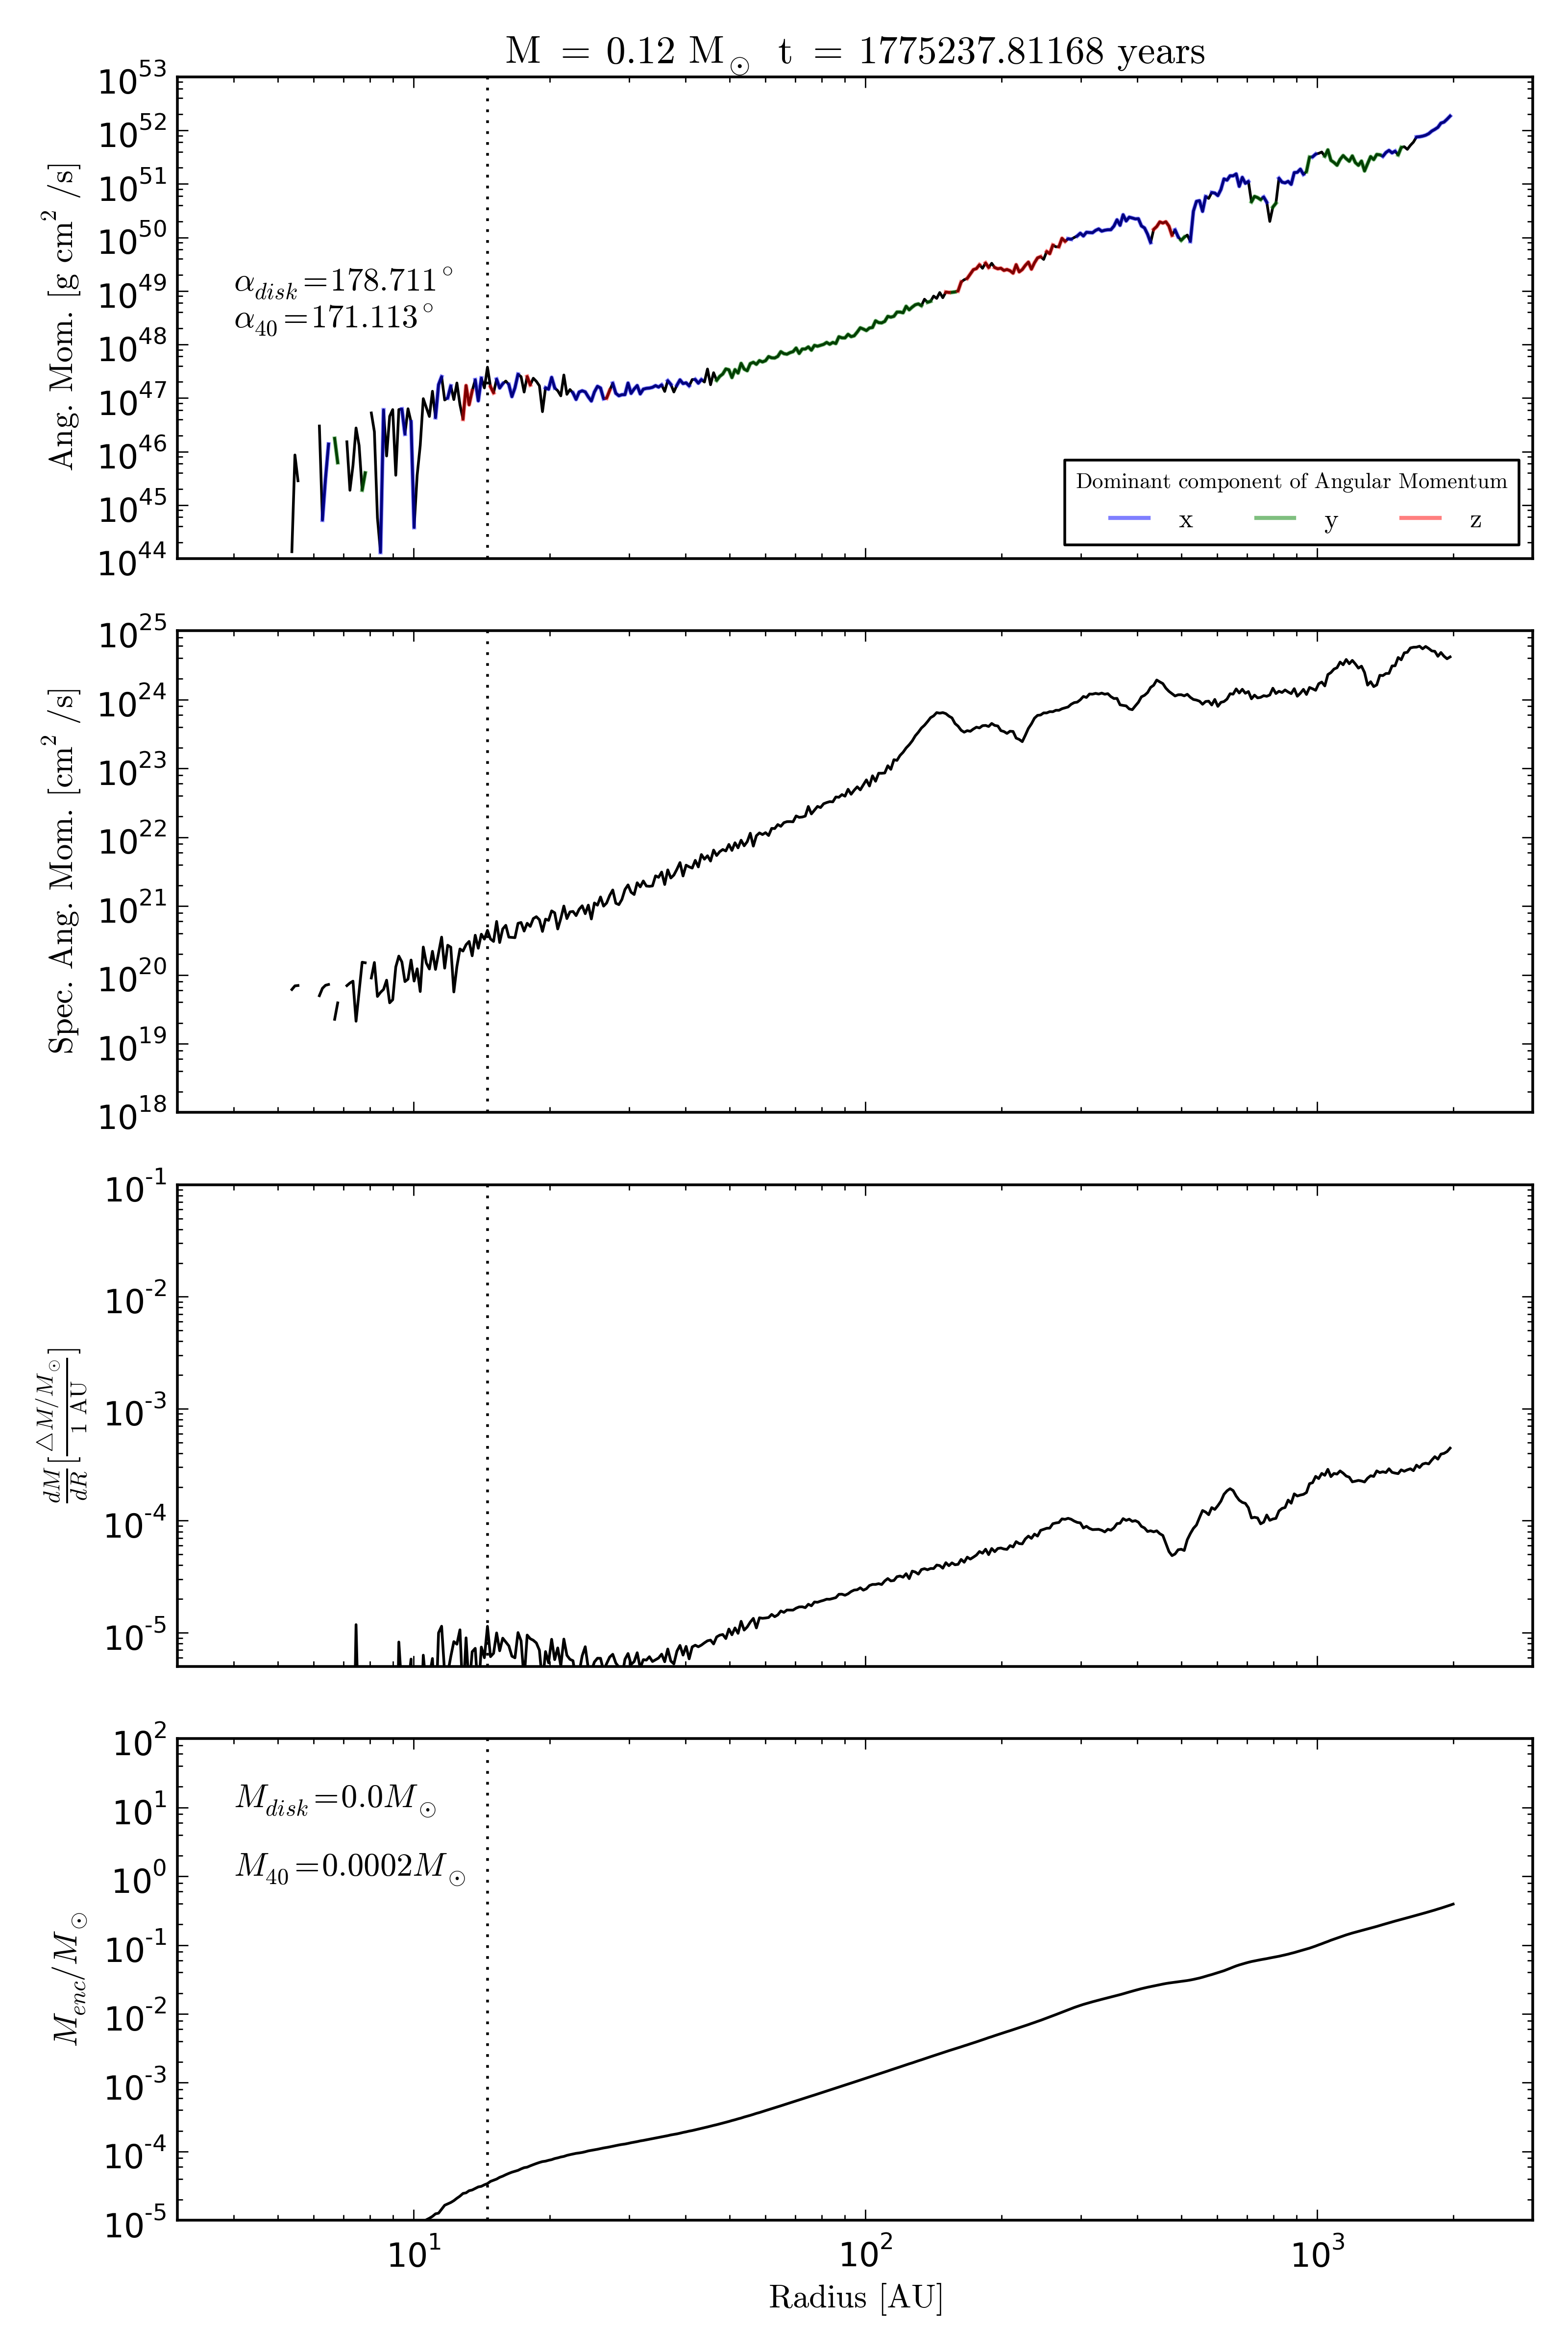 M = 0.12 M⊙ t = 1775237.81168 years
10^53
10^52
10^51
10^50
10^49
10^48
10^47
10^46
10^45
10^44
Ang. Mom. [g cm^2 /s]
α_disk=178.711°
α_40=171.113°
Dominant component of Angular Momentum
x y z
10^25
10^24
10^23
10^22
10^21
10^20
10^19
10^18
Spec. Ang. Mom. [cm^2 /s]
10^-1
10^-2
10^-3
10^-4
10^-5
dM/dR [△M/M⊙ / 1 AU]
10^2
10^1
10^0
10^-1
10^-2
10^-3
10^-4
10^-5
M_enc/M⊙
M_disk=0.0M⊙
M_40=0.0002M⊙
10^1 10^2 10^3
Radius [AU]